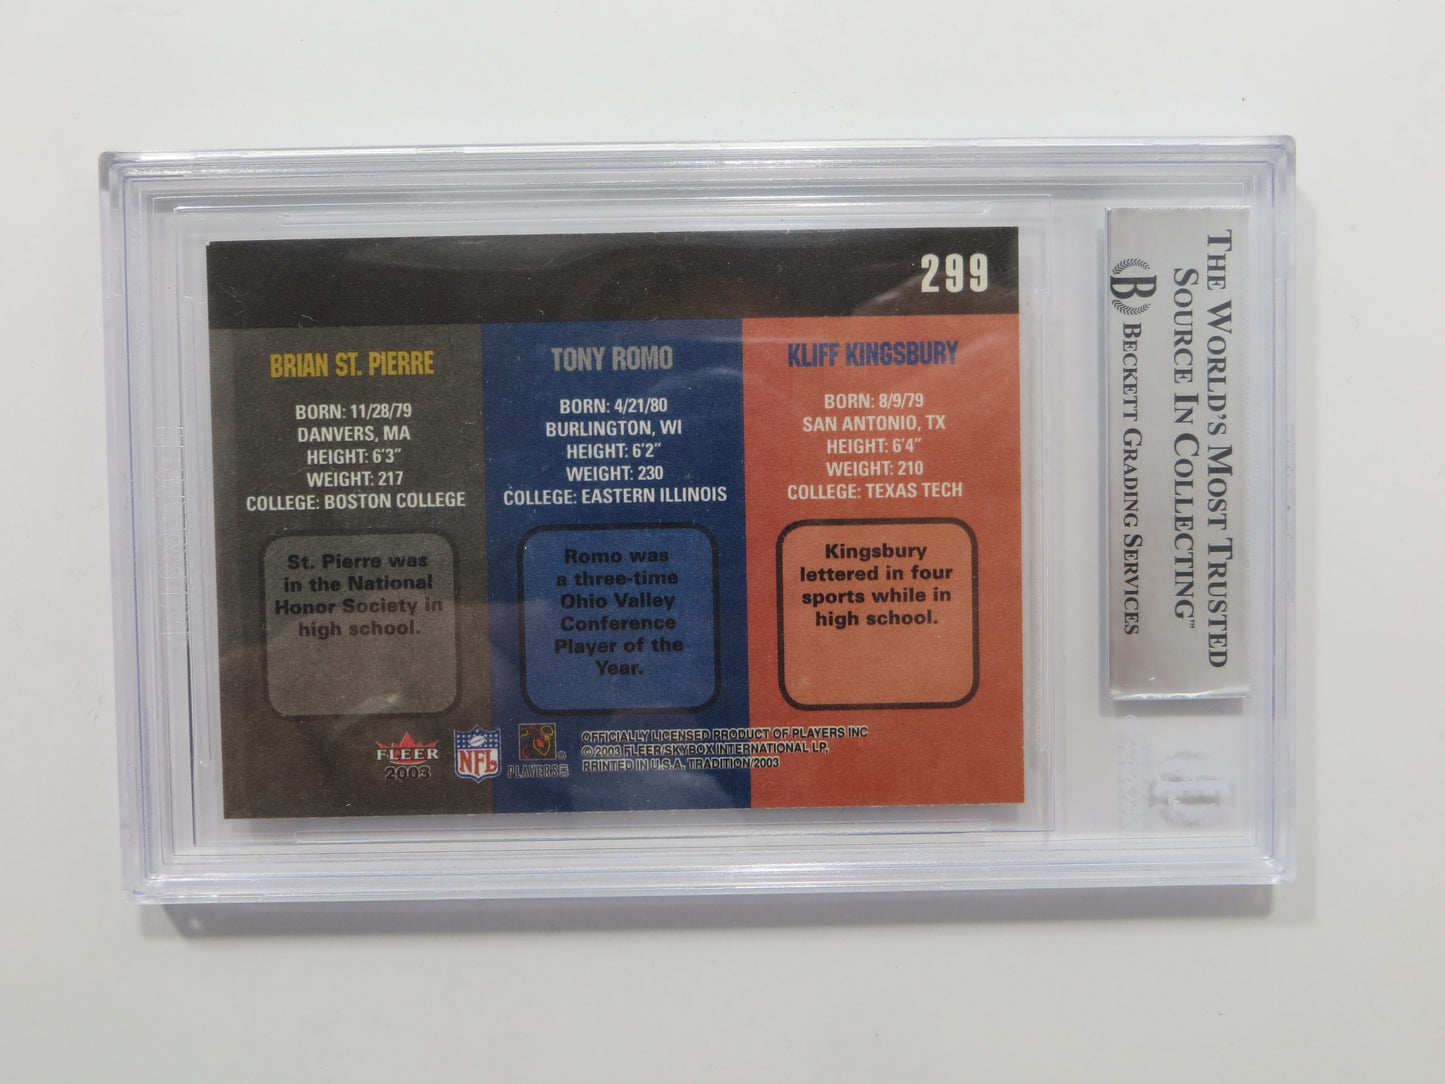 299
BRIAN ST. PIERRE
BORN: 11/28/79
DANVERS, MA
HEIGHT: 6'3"
WEIGHT: 217
COLLEGE: BOSTON COLLEGE
St. Pierre was
in the National
Honor Society in
high school.
TONY ROMO
BORN: 4/21/80
BURLINGTON, WI
HEIGHT: 6'2"
WEIGHT: 230
COLLEGE: EASTERN ILLINOIS
Romo was
a three-time
Ohio Valley
Conference
Player of the
Year.
KLIFF KINGSBURY
BORN: 8/9/79
SAN ANTONIO, TX
HEIGHT: 6'4"
WEIGHT: 210
COLLEGE: TEXAS TECH
Kingsbury
lettered in four
sports while in
high school.
FLEER
2003
NFL
PLAYERS INC
OFFICIALLY LICENSED PRODUCT OF PLAYERS INC
© 2003 FLEER/SKYBOX INTERNATIONAL LP,
PRINTED IN U.S.A. TRADITION/2003
THE WORLD'S MOST TRUSTED
SOURCE IN COLLECTING™
B BECKETT GRADING SERVICES